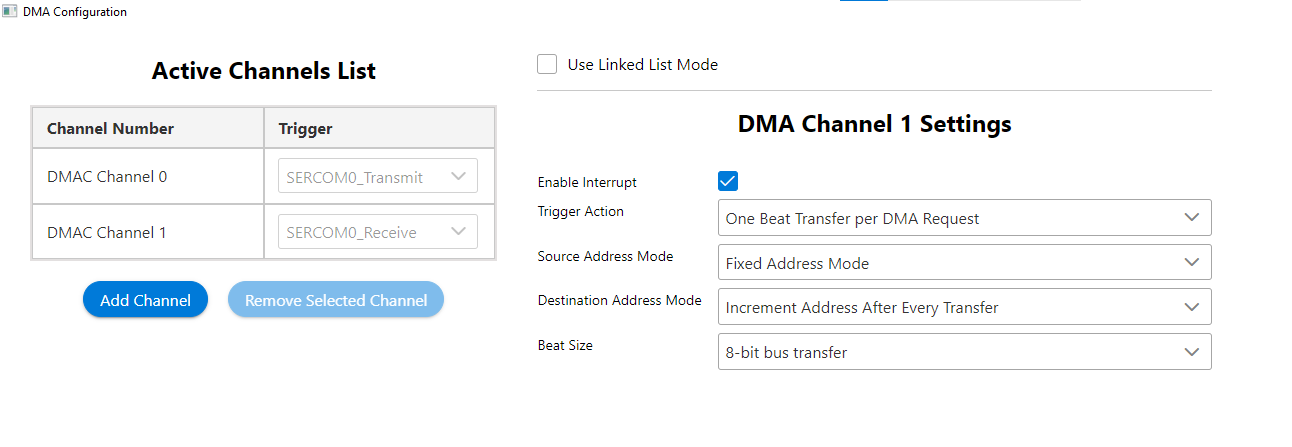 DMA Configuration
Active Channels List
Channel Number Trigger
DMAC Channel 0 SERCOM0_Transmit
DMAC Channel 1 SERCOM0_Receive
Add Channel Remove Selected Channel
Use Linked List Mode
DMA Channel 1 Settings
Enable Interrupt
Trigger Action One Beat Transfer per DMA Request
Source Address Mode Fixed Address Mode
Destination Address Mode Increment Address After Every Transfer
Beat Size 8-bit bus transfer